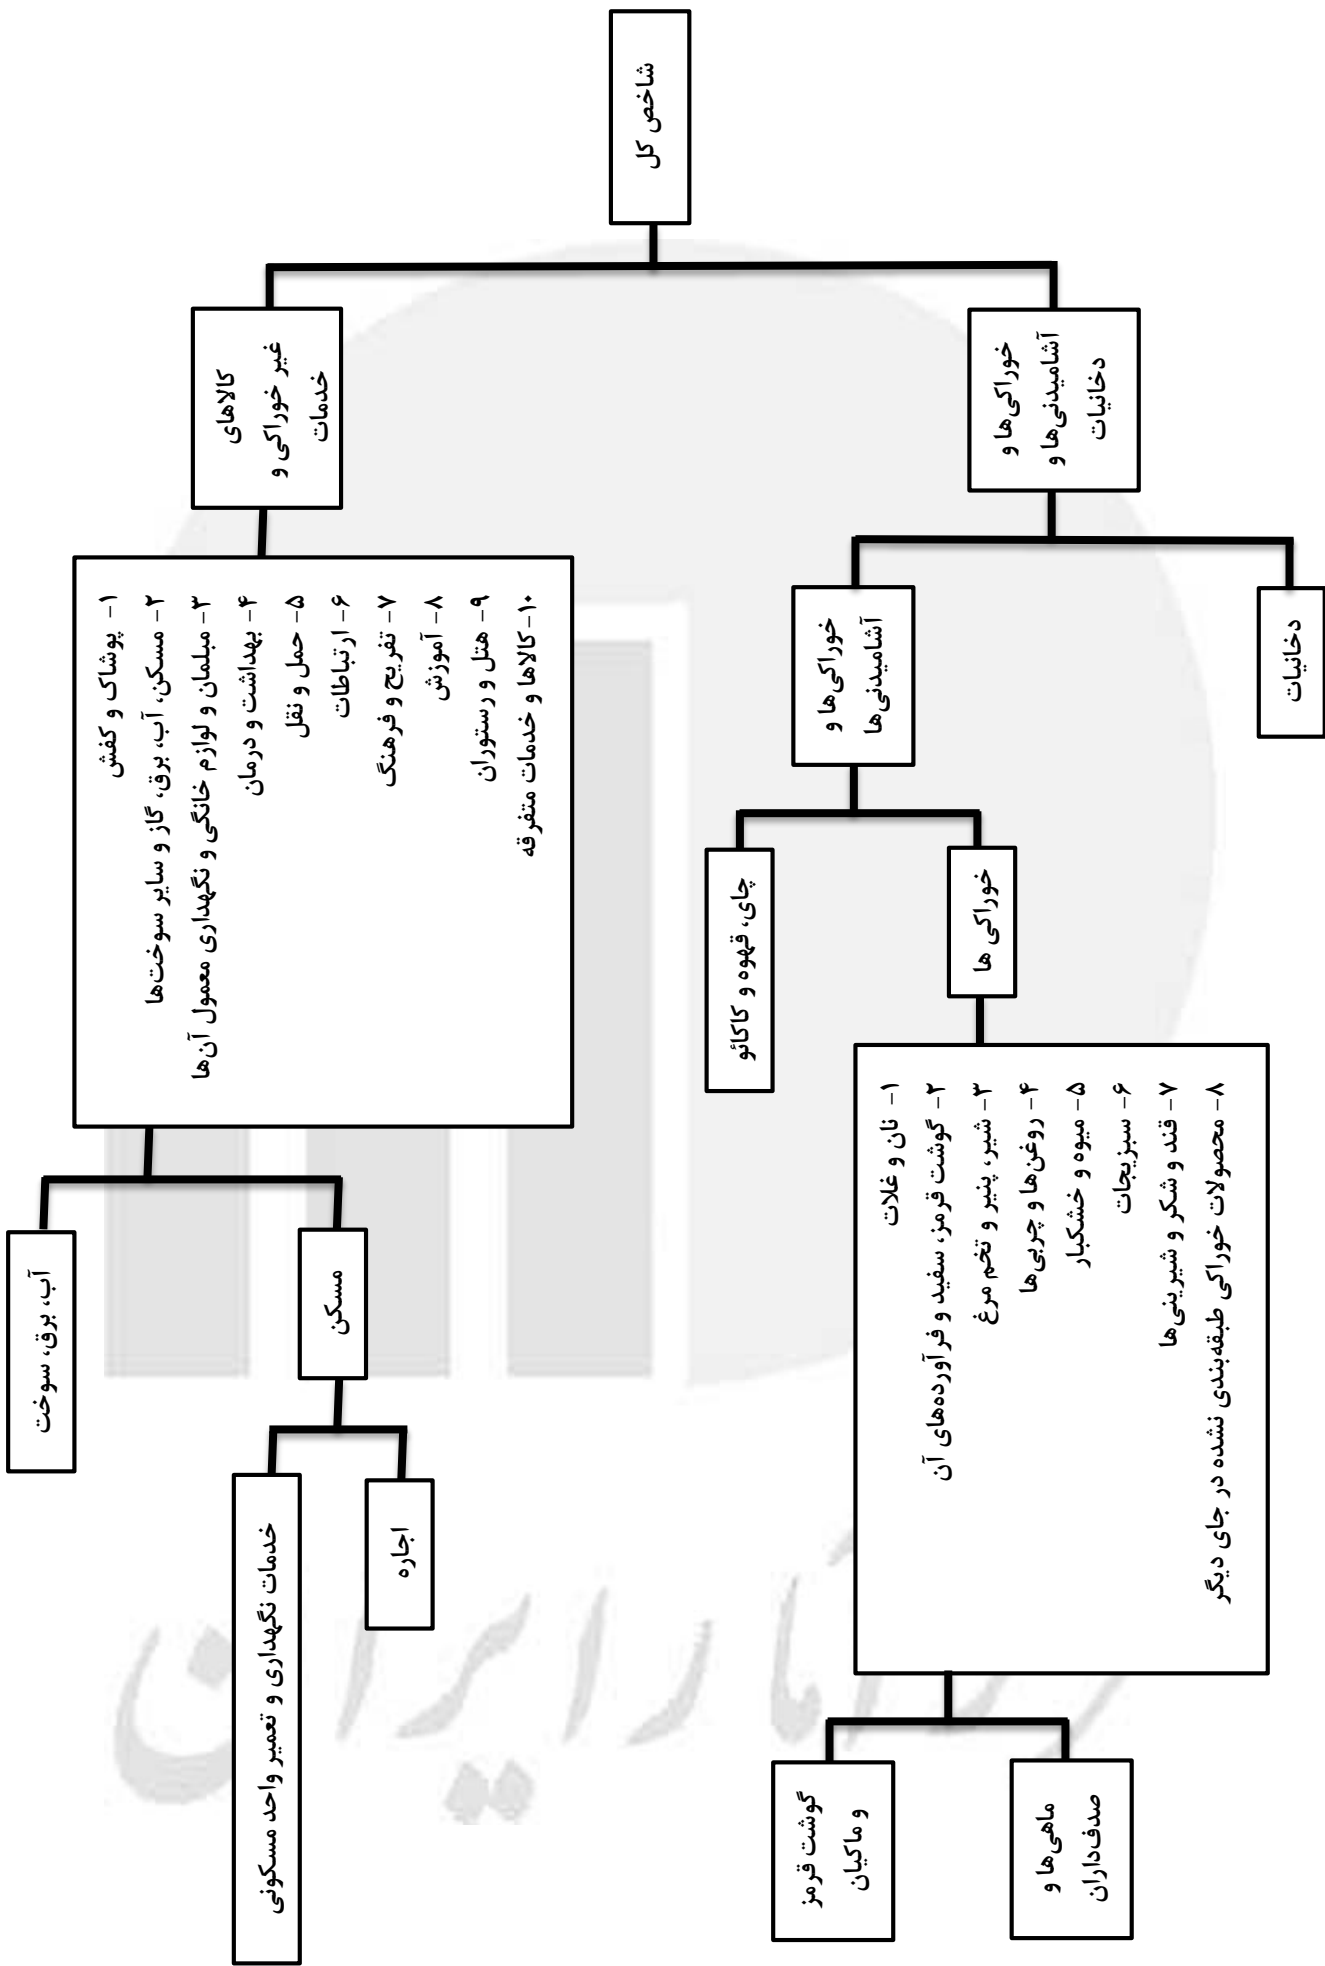 شاخص کل
کالاهای
غیر خوراکی و
خدمات
خوراکی‌ها و
آشامیدنی‌ها و
دخانیات
۱- پوشاک و کفش
۲- مسکن، آب، برق، گاز و سایر سوخت‌ها
۳- مبلمان و لوازم خانگی و نگهداری معمول آن‌ها
۴- بهداشت و درمان
۵- حمل و نقل
۶- ارتباطات
۷- تفریح و فرهنگ
۸- آموزش
۹- هتل و رستوران
۱۰- کالاها و خدمات متفرقه
خوراکی‌ها و
آشامیدنی‌ها
دخانیات
چای، قهوه و کاکائو
خوراکی ها
آب، برق، سوخت
مسکن
خدمات نگهداری و تعمیر واحد مسکونی
اجاره
۱- نان و غلات
۲- گوشت قرمز، سفید و فرآورده‌های آن
۳- شیر، پنیر و تخم مرغ
۴- روغن‌ها و چربی‌ها
۵- میوه و خشکبار
۶- سبزیجات
۷- قند و شکر و شیرینی‌ها
۸- محصولات خوراکی طبقه‌بندی نشده در جای دیگر
گوشت قرمز
و ماکیان
ماهی‌ها و
صدف‌داران
آمار ایران